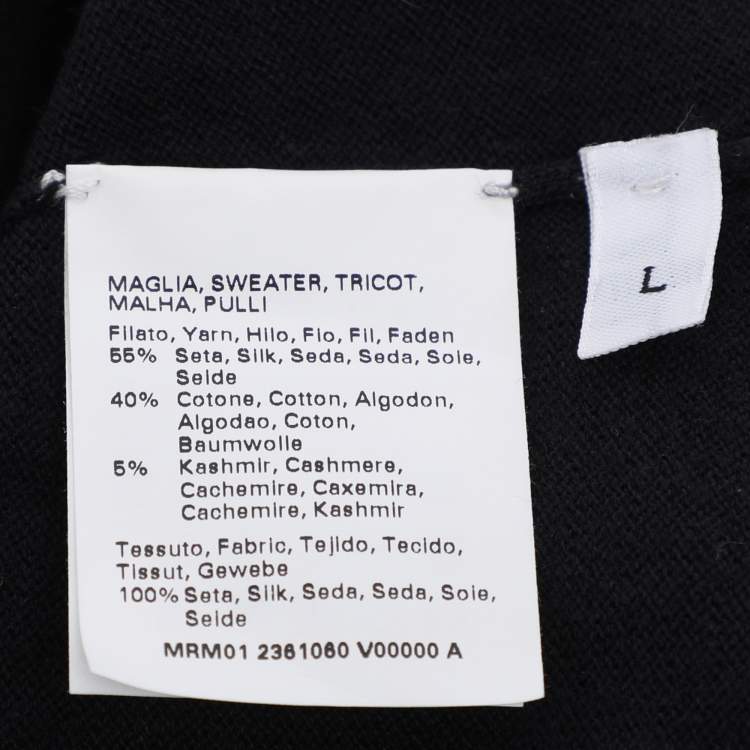 MAGLIA, SWEATER, TRICOT,
MALHA, PULLI
Filato, Yarn, Hilo, Fio, Fil, Faden
55% Seta, Silk, Seda, Seda, Soie,
Seide
40% Cotone, Cotton, Algodon,
Algodao, Coton,
Baumwolle
5% Kashmir, Cashmere,
Cachemire, Caxemira,
Cachemire, Kashmir
Tessuto, Fabric, Tejido, Tecido,
Tissut, Gewebe
100% Seta, Silk, Seda, Seda, Soie,
Seide
MRM01 2361060 V00000 A
L